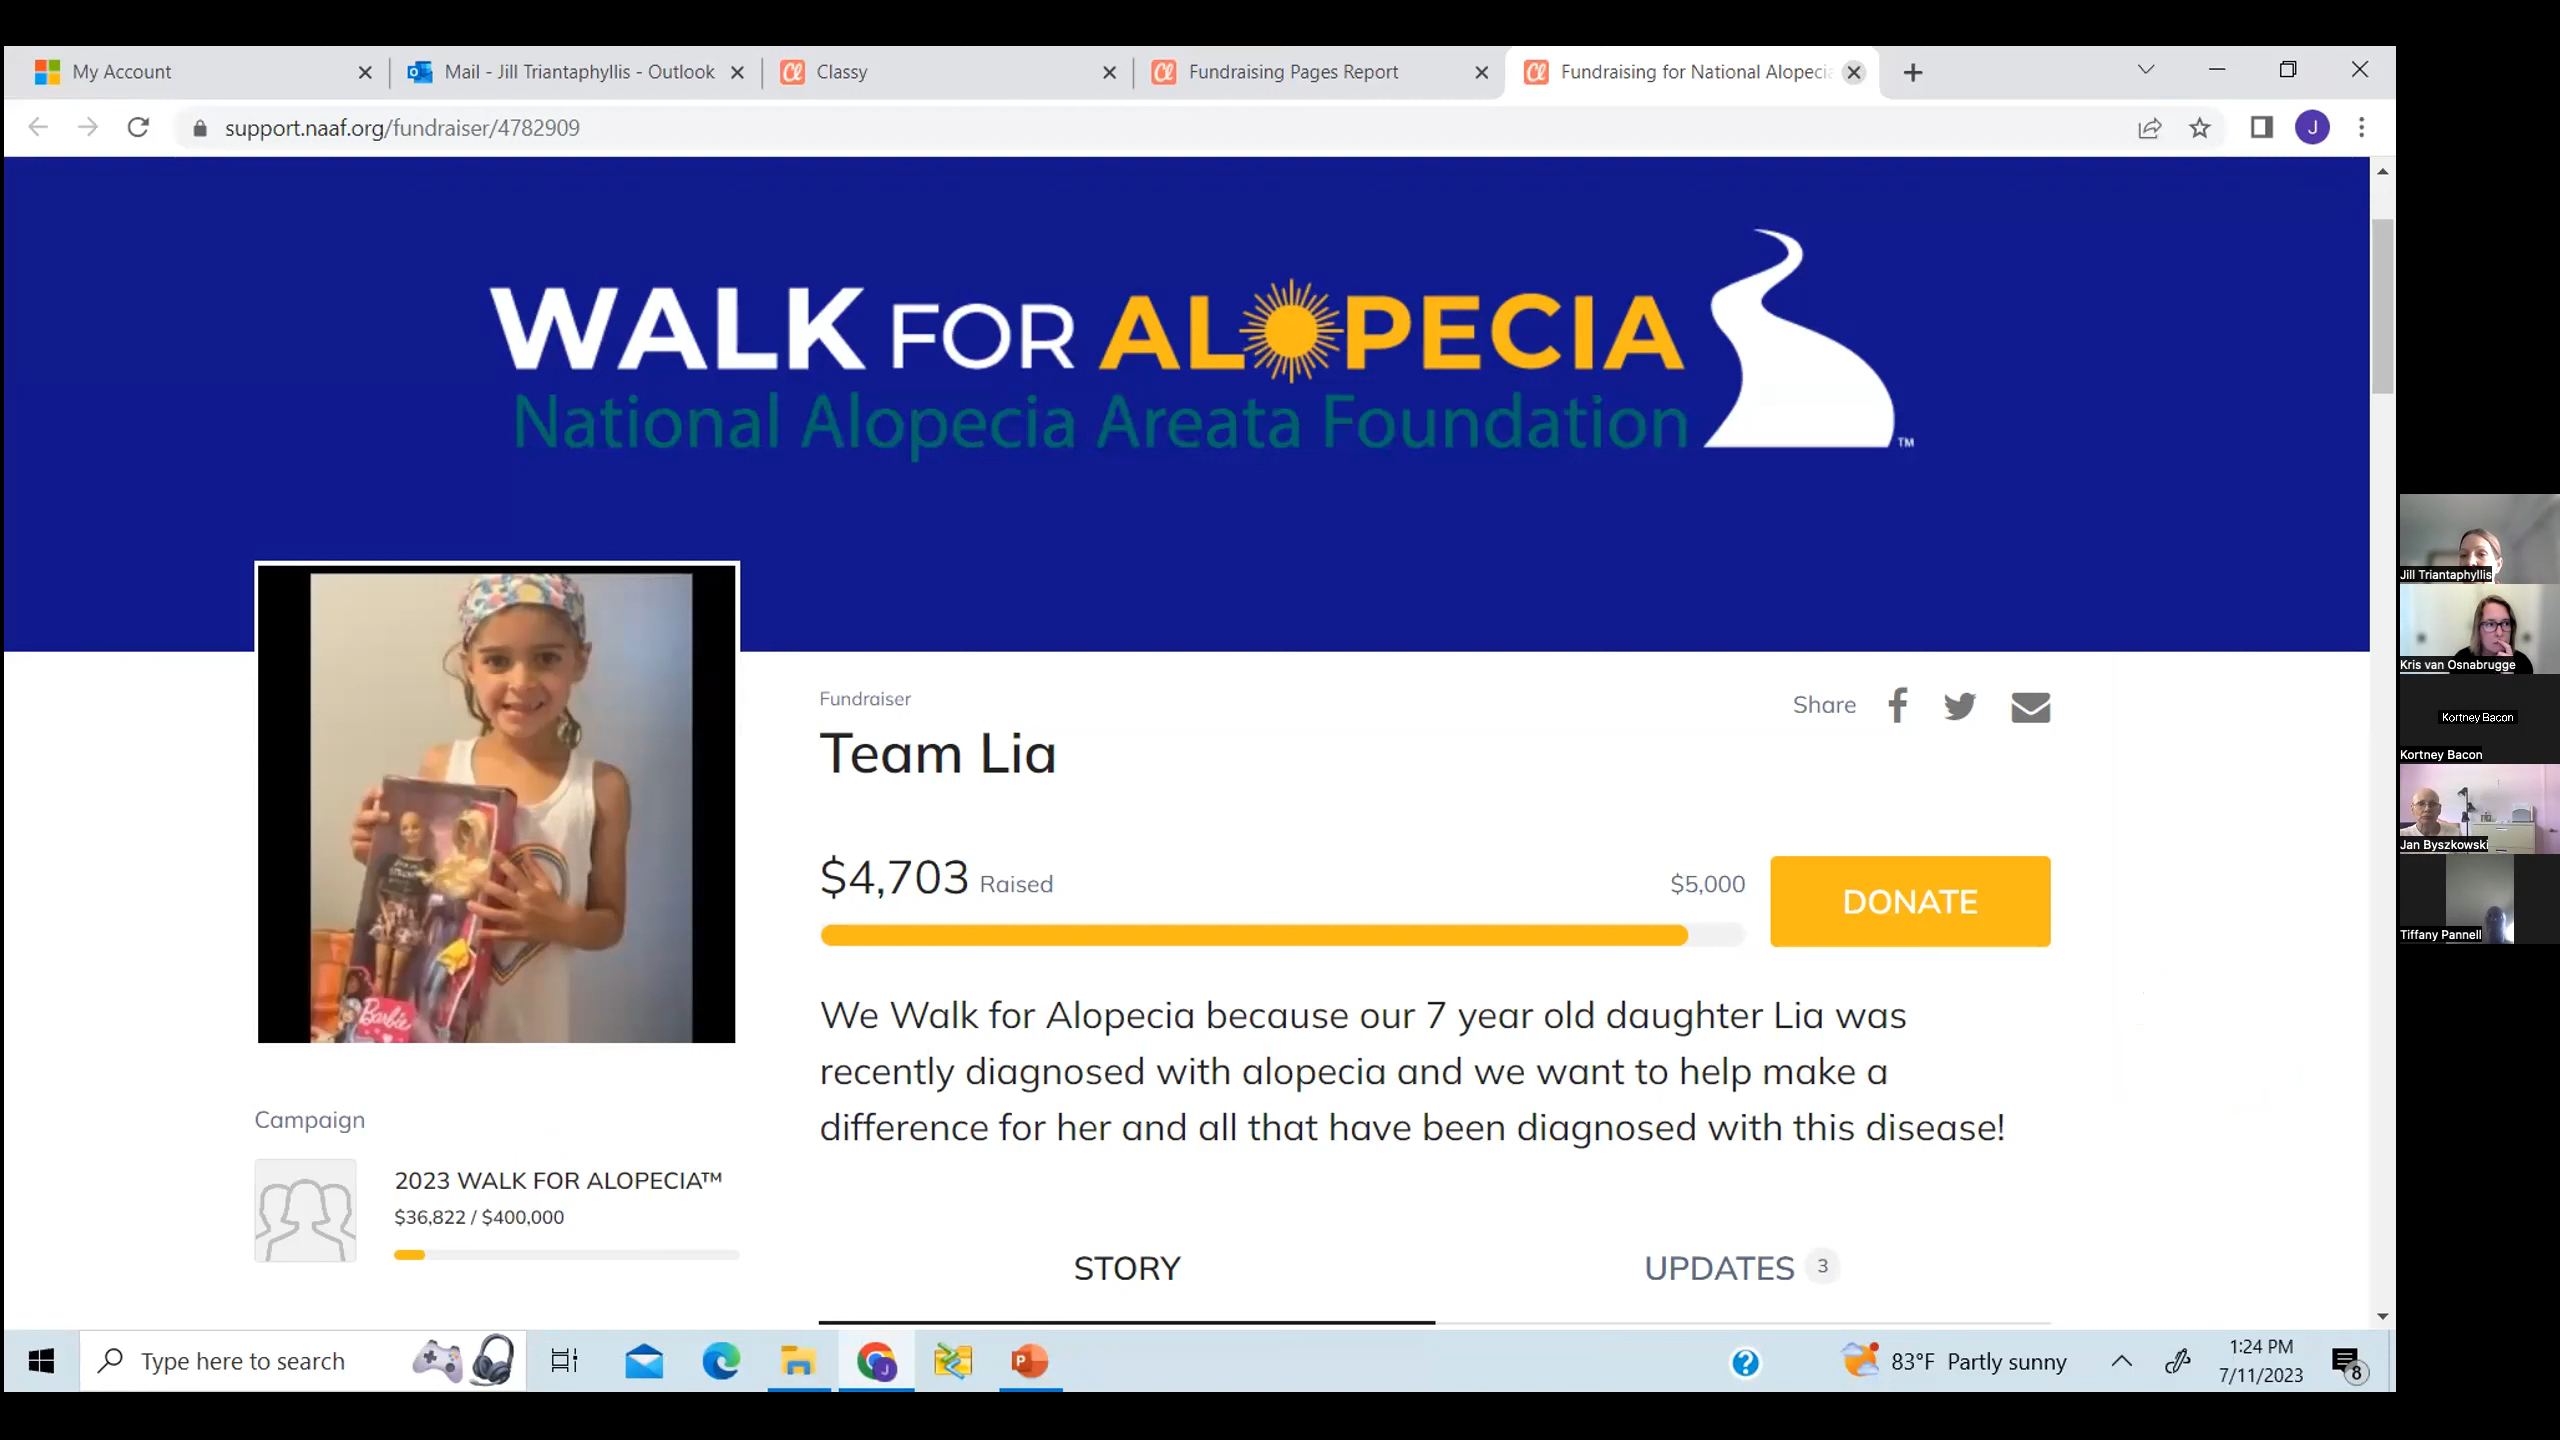 My Account
Mail - Jill Triantaphyllis - Outlook
Classy
Fundraising Pages Report
Fundraising for National Alopecia
support.naaf.org/fundraiser/4782909
J
WALK FOR ALOPECIA
National Alopecia Areata Foundation
TM
Fundraiser
Share
Team Lia
$4,703 Raised
$5,000
DONATE
We Walk for Alopecia because our 7 year old daughter Lia was
recently diagnosed with alopecia and we want to help make a
difference for her and all that have been diagnosed with this disease!
Barbie
Campaign
2023 WALK FOR ALOPECIA™
$36,822 / $400,000
STORY
UPDATES 3
Jill Triantaphyllis
Kris van Osnabrugge
Kortney Bacon
Kortney Bacon
Jan Byszkowski
Tiffany Pannell
Type here to search
83°F Partly sunny
1:24 PM
7/11/2023
8